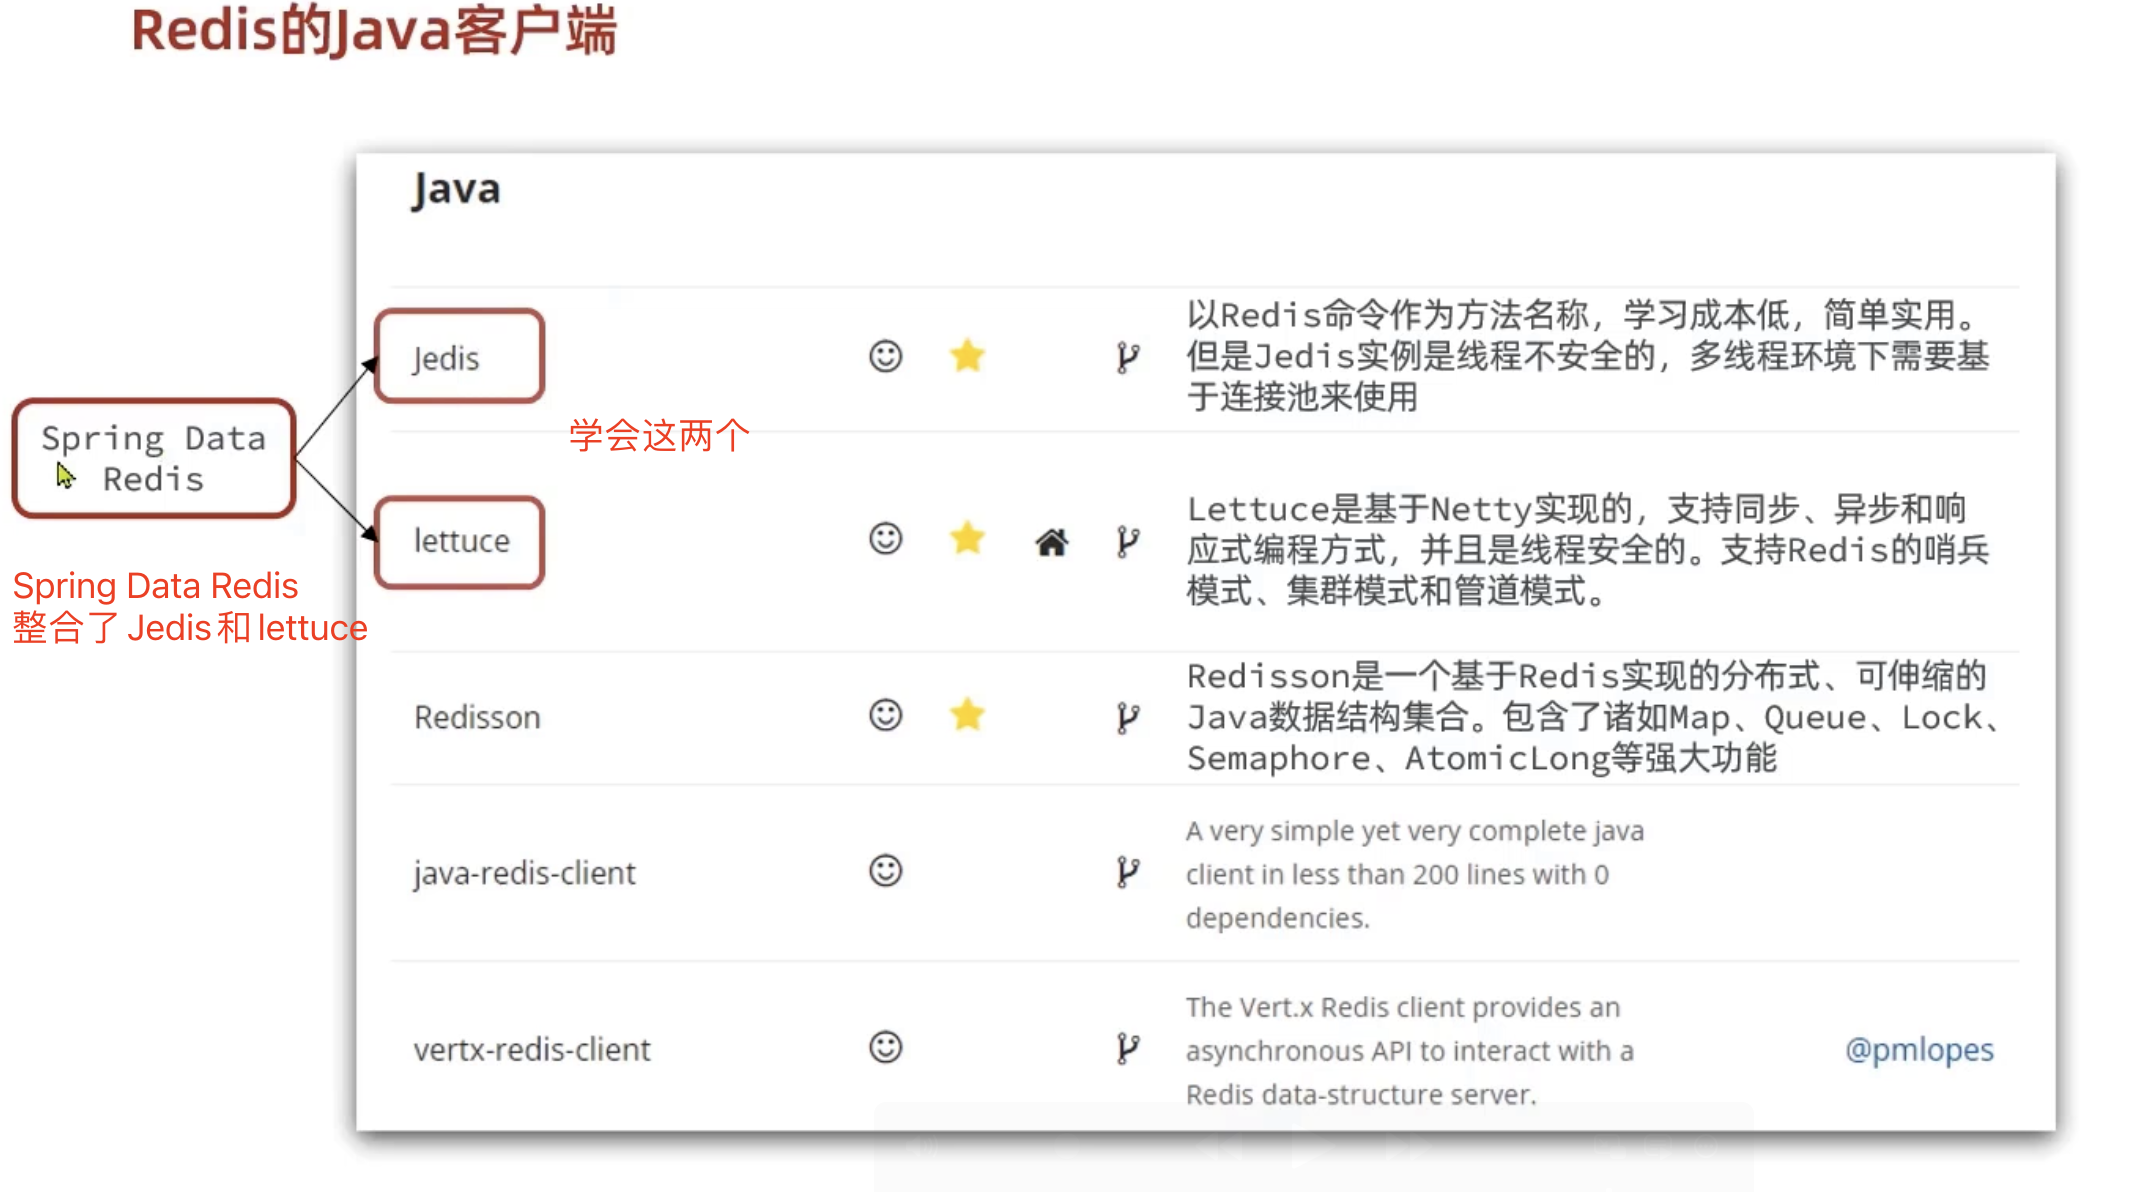 Redis的Java客户端
Java
Jedis
以Redis命令作为方法名称，学习成本低，简单实用。
但是Jedis实例是线程不安全的，多线程环境下需要基
于连接池来使用
学会这两个
Spring Data
Redis
lettuce
Lettuce是基于Netty实现的，支持同步、异步和响
应式编程方式，并且是线程安全的。支持Redis的哨兵
模式、集群模式和管道模式。
Spring Data Redis
整合了 Jedis和lettuce
Redisson
Redisson是一个基于Redis实现的分布式、可伸缩的
Java数据结构集合。包含了诸如Map、Queue、Lock、
Semaphore、AtomicLong等强大功能
java-redis-client
A very simple yet very complete java
client in less than 200 lines with 0
dependencies.
vertx-redis-client
The Vert.x Redis client provides an
asynchronous API to interact with a
Redis data-structure server.
@pmlopes